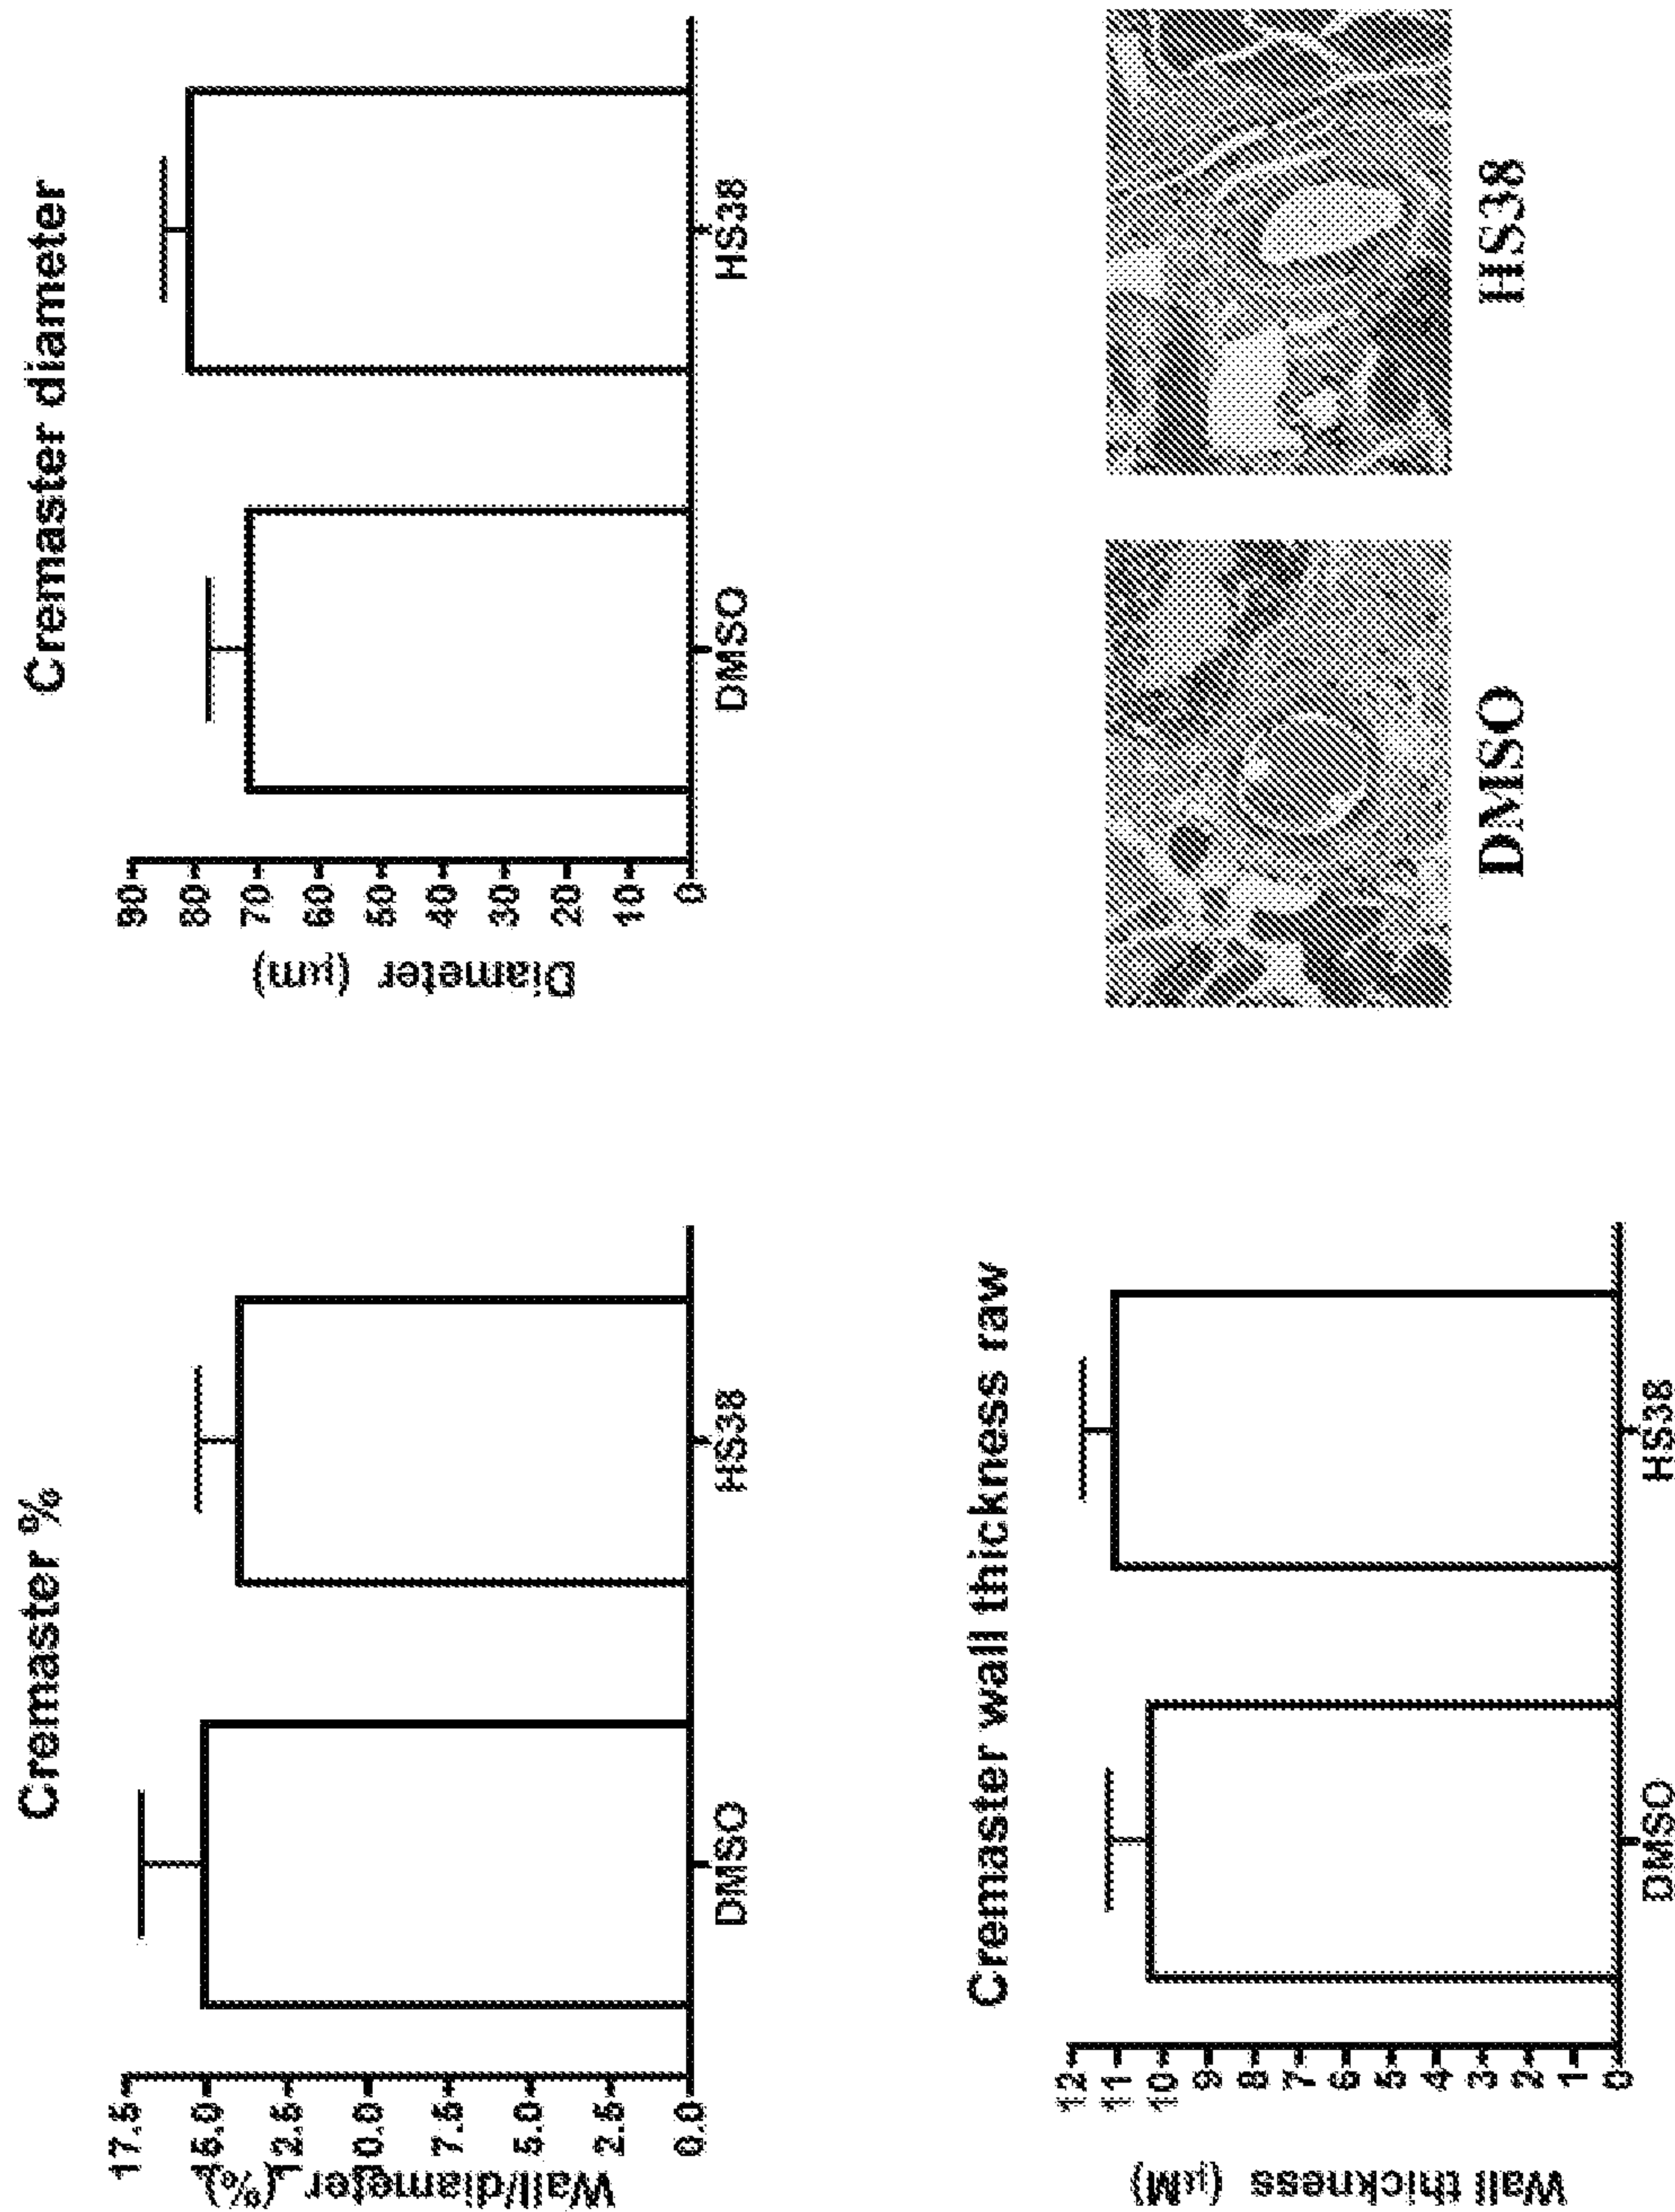 Cremaster %
Wall/diameter (%)
17.5
15.0
12.5
10.0
7.5
5.0
2.5
0.0
DMSO
HS38
Cremaster diameter
Diameter (μm)
90
80
70
60
50
40
30
20
10
0
DMSO
HS38
Cremaster wall thickness raw
Wall thickness (μM)
12
11
10
9
8
7
6
5
4
3
2
1
0
DMSO
HS38
DMSO
HS38